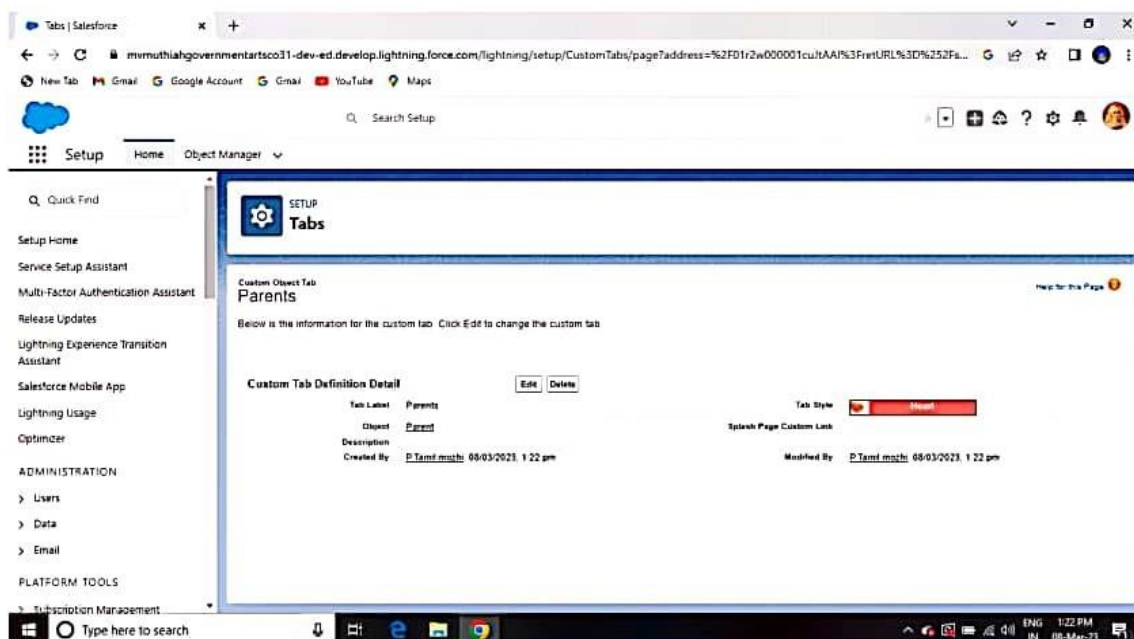 Tabs | Salesforce
mvmuthiahgovernmentartsco31-dev-ed.develop.lightning.force.com/lightning/setup/CustomTabs/page?address=%2F01r2w000001cuJtAAI%3FretURL%3D%252Fs...
New Tab Gmail Google Account Gmail YouTube Maps
Search Setup
Setup Home Object Manager
Quick Find
Setup Home
Service Setup Assistant
Multi-Factor Authentication Assistant
Release Updates
Lightning Experience Transition
Assistant
Salesforce Mobile App
Lightning Usage
Optimizer
ADMINISTRATION
> Users
> Data
> Email
PLATFORM TOOLS
> Subscription Management
SETUP
Tabs
Custom Object Tab
Parents
Help for this Page
Below is the information for the custom tab. Click Edit to change the custom tab
Custom Tab Definition Detail Edit Delete
Tab Label Parents Tab Style Heart
Object Parent Splash Page Custom Link
Description
Created By P Tamil mozhi 08/03/2023, 1:22 pm Modified By P Tamil mozhi 08/03/2023, 1:22 pm
Type here to search
ENG 1:22 PM
IN 08-Mar-23